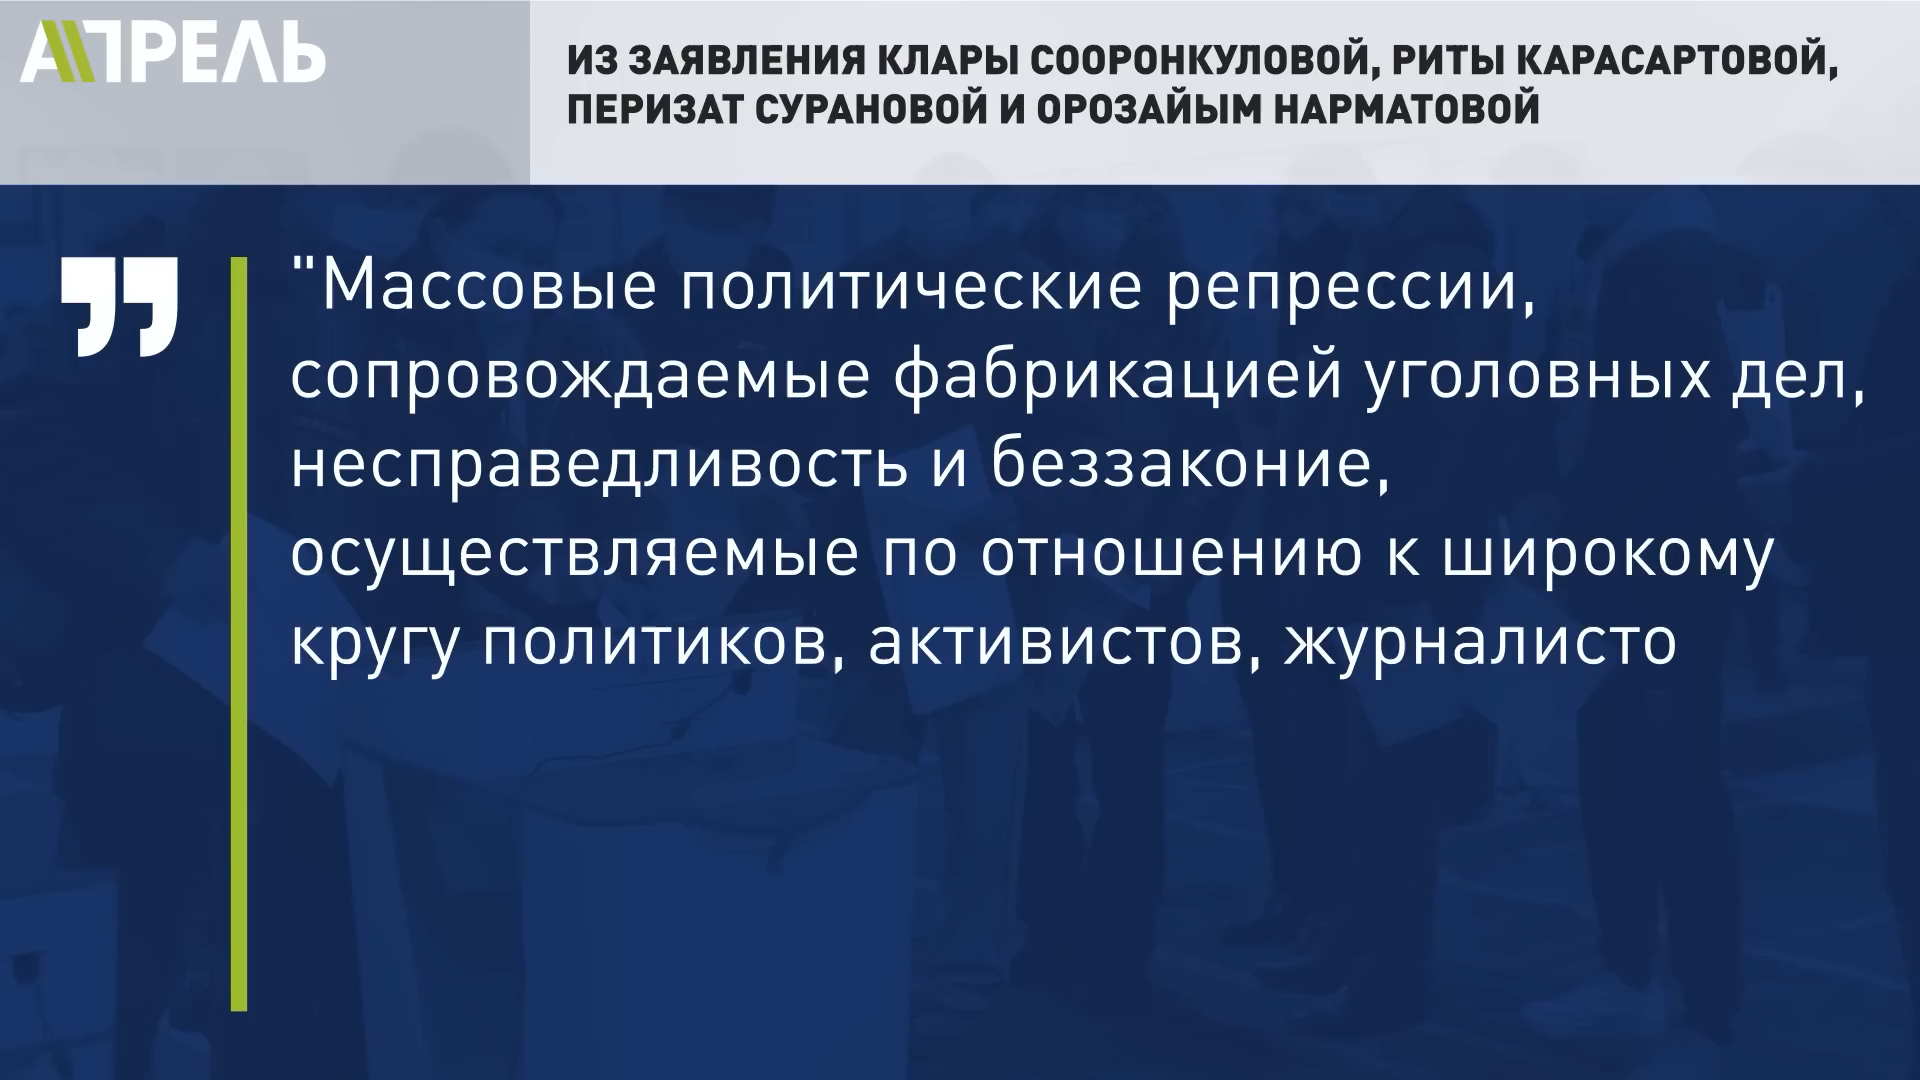 АПРЕЛЬ
ИЗ ЗАЯВЛЕНИЯ КЛАРЫ СООРОНКУЛОВОЙ, РИТЫ КАРАСАРТОВОЙ,
ПЕРИЗАТ СУРАНОВОЙ И ОРОЗАЙЫМ НАРМАТОВОЙ
"Массовые политические репрессии,
сопровождаемые фабрикацией уголовных дел,
несправедливость и беззаконие,
осуществляемые по отношению к широкому
кругу политиков, активистов, журналисто